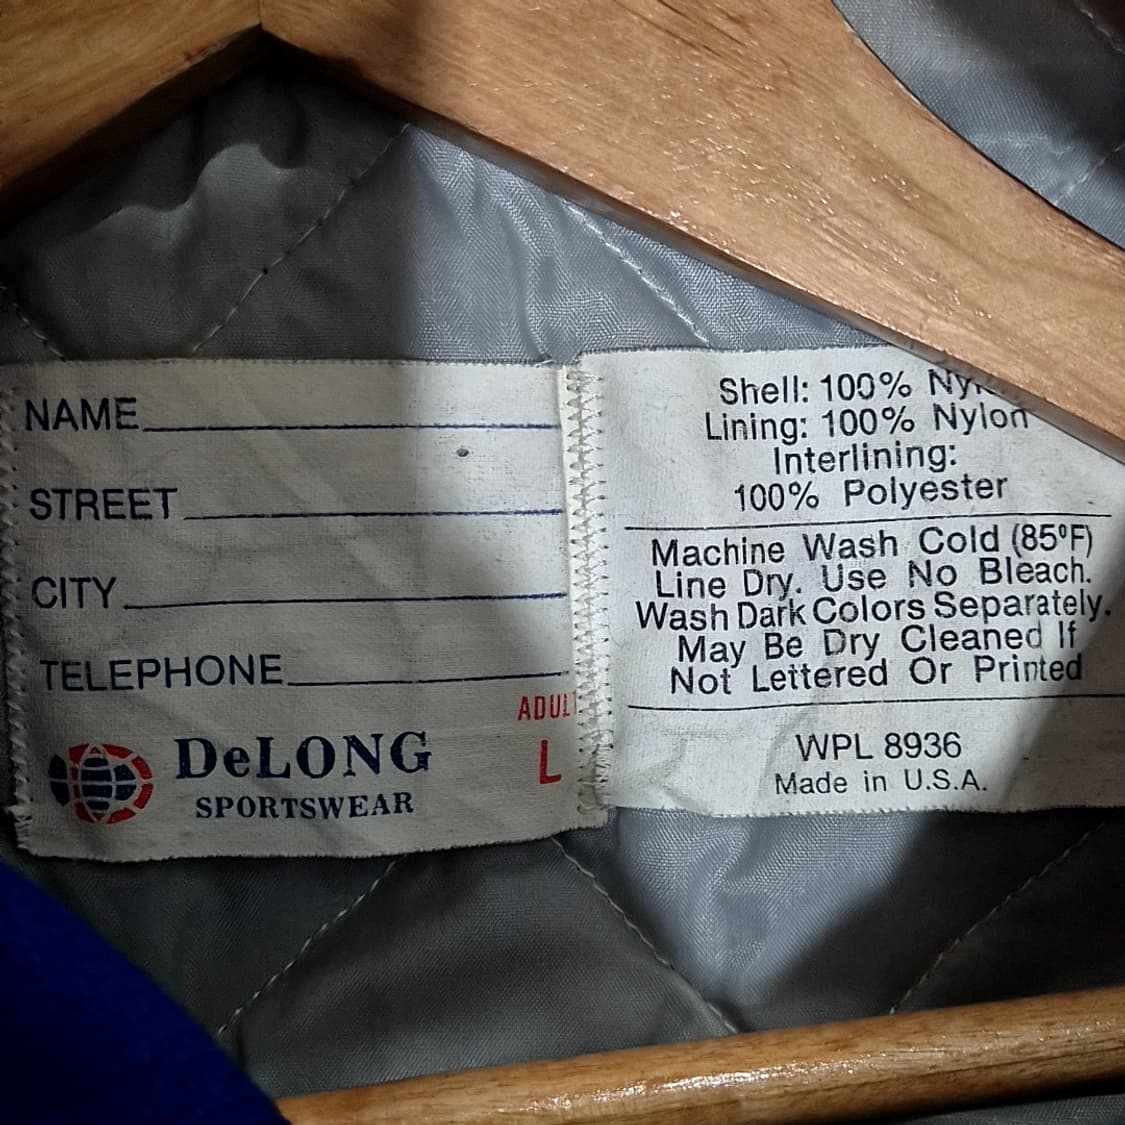 NAME
STREET
CITY
TELEPHONE
ADULT
L
DeLONG
SPORTSWEAR
Shell: 100%
Lining: 100% Nylon
Interlining:
100% Polyester
Machine Wash Cold (85°F)
Line Dry. Use No Bleach.
Wash Dark Colors Separately.
May Be Dry Cleaned If
Not Lettered Or Printed
WPL 8936
Made in U.S.A.